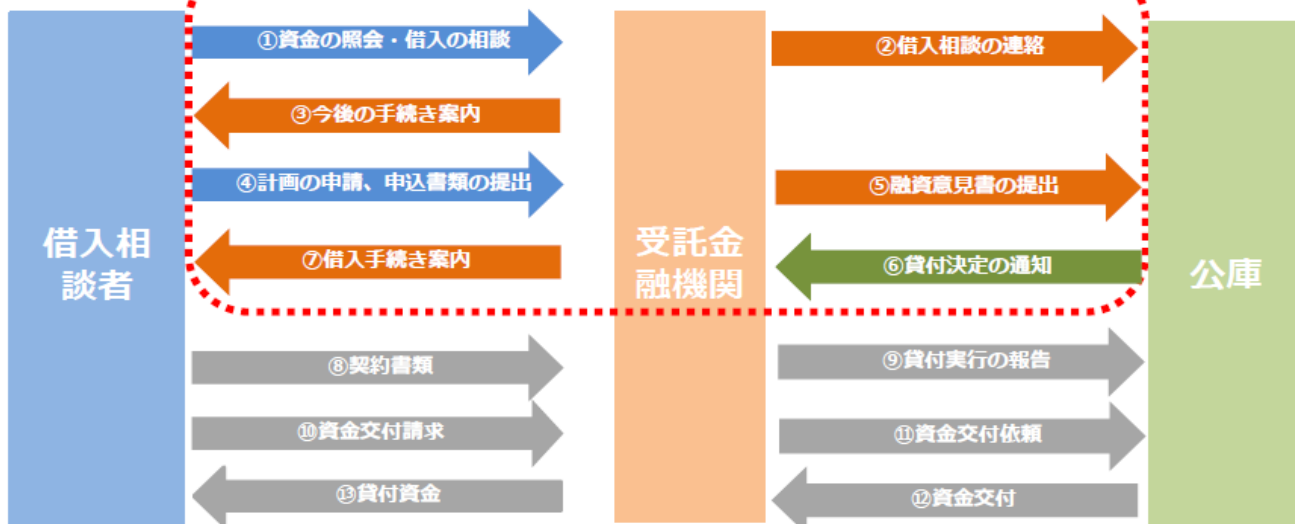 ①資金の照会・借入の相談
②借入相談の連絡
③今後の手続き案内
④計画の申請、申込書類の提出
⑤融資意見書の提出
借入相
談者
受託金
融機関
公庫
⑦借入手続き案内
⑥貸付決定の通知
⑧契約書類
⑨貸付実行の報告
⑩資金交付請求
⑪資金交付依頼
⑬貸付資金
⑫資金交付